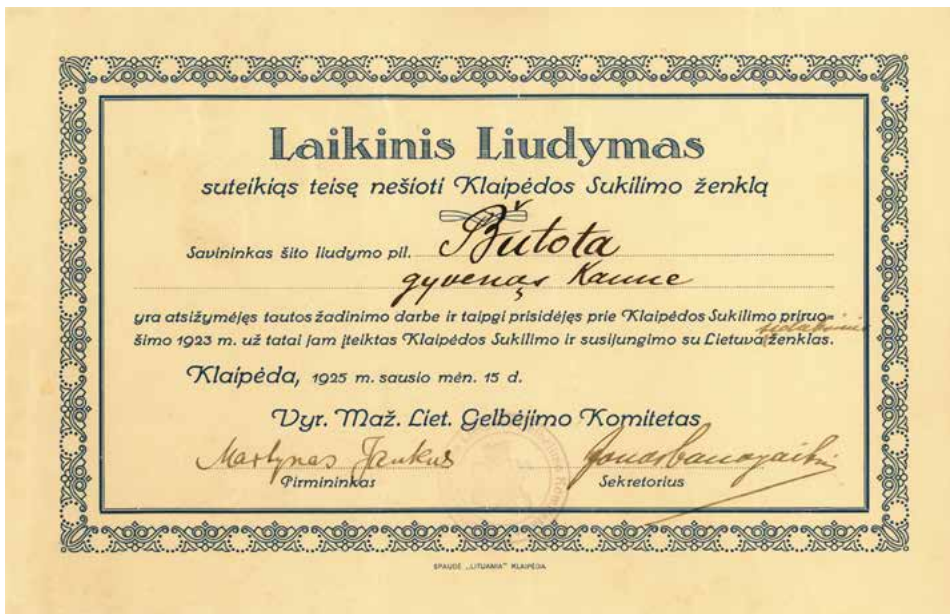 Laikinis Liudymas
suteikiąs teisę nešioti Klaipėdos Sukilimo ženklą
Savininkas šito liudymo pil. Bутоta
gyvenąs Kaune
yra atsižymėjęs tautos žadinimo darbe ir taipgi prisidėjęs prie Klaipėdos Sukilimo priruo-
šimo 1923 m. už tatai jam įteiktas Klaipėdos Sukilimo ir susijungimo su Lietuva ženklas.
Klaipėda, 1925 m. sausio mėn. 15 d.
Vyr. Maž. Liet. Gelbėjimo Komitetas
Martynas Jankus
Pirmininkas
Sekretorius
SPAUDĖ „LITUANIA" KLAIPĖDA